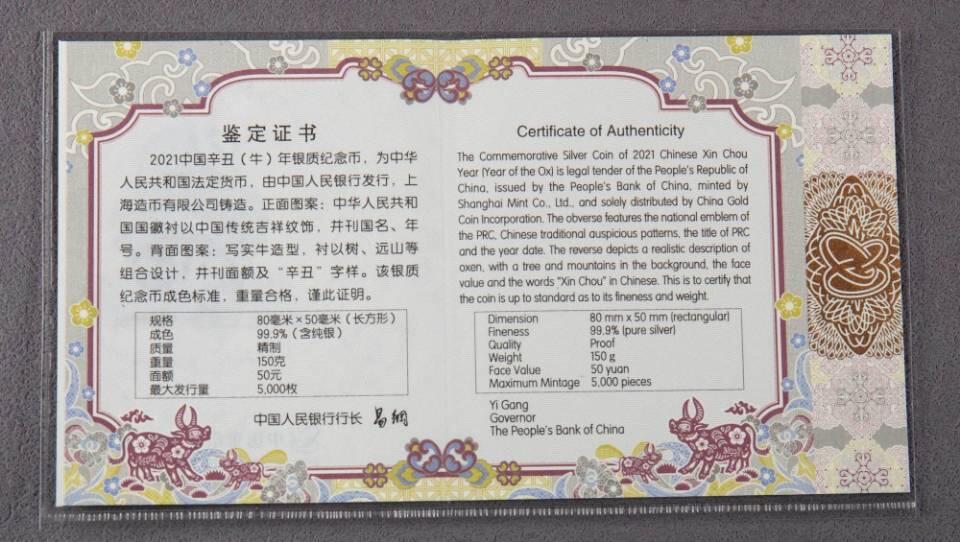 鉴定证书
2021中国辛丑（牛）年银质纪念币，为中华
人民共和国法定货币，由中国人民银行发行，上
海造币有限公司铸造。正面图案：中华人民共和
国国徽衬以中国传统吉祥纹饰，并刊国名、年
号。背面图案：写实牛造型，衬以树、远山等
组合设计，并刊面额及“辛丑”字样。该银质
纪念币成色标准，重量合格，谨此证明。
规格 80毫米×50毫米（长方形）
成色 99.9%（含纯银）
质量 精制
重量 150克
面额 50元
最大发行量 5,000枚
中国人民银行行长 易纲
Certificate of Authenticity
The Commemorative Silver Coin of 2021 Chinese Xin Chou
Year (Year of the Ox) is legal tender of the People's Republic of
China, issued by the People's Bank of China, minted by
Shanghai Mint Co., Ltd., and solely distributed by China Gold
Coin Incorporation. The obverse features the national emblem of
the PRC, Chinese traditional auspicious patterns, the title of PRC
and the year date. The reverse depicts a realistic description of
oxen, with a tree and mountains in the background, the face
value and the words "Xin Chou" in Chinese. This is to certify that
the coin is up to standard as to its fineness and weight.
Dimension 80 mm x 50 mm (rectangular)
Fineness 99.9% (pure silver)
Quality Proof
Weight 150 g
Face Value 50 yuan
Maximum Mintage 5,000 pieces
Yi Gang
Governor
The People's Bank of China